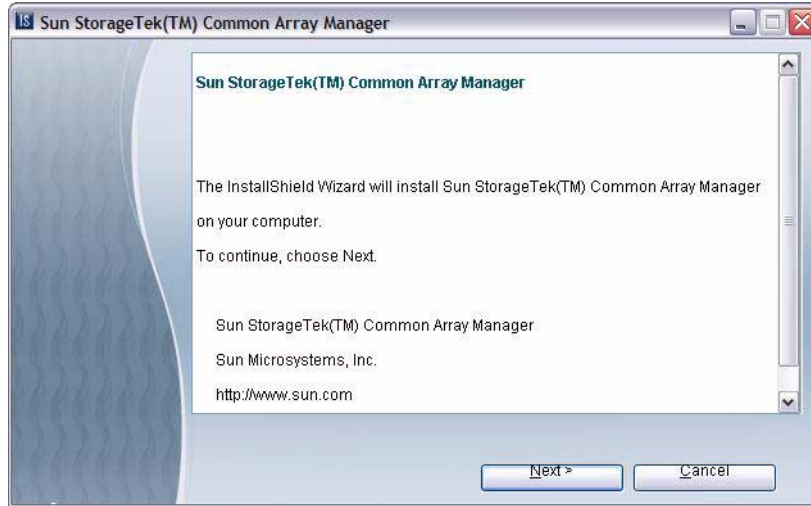 Sun StorageTek(TM) Common Array Manager
Sun StorageTek(TM) Common Array Manager
The InstallShield Wizard will install Sun StorageTek(TM) Common Array Manager
on your computer.
To continue, choose Next.
Sun StorageTek(TM) Common Array Manager
Sun Microsystems, Inc.
http://www.sun.com
Next > Cancel